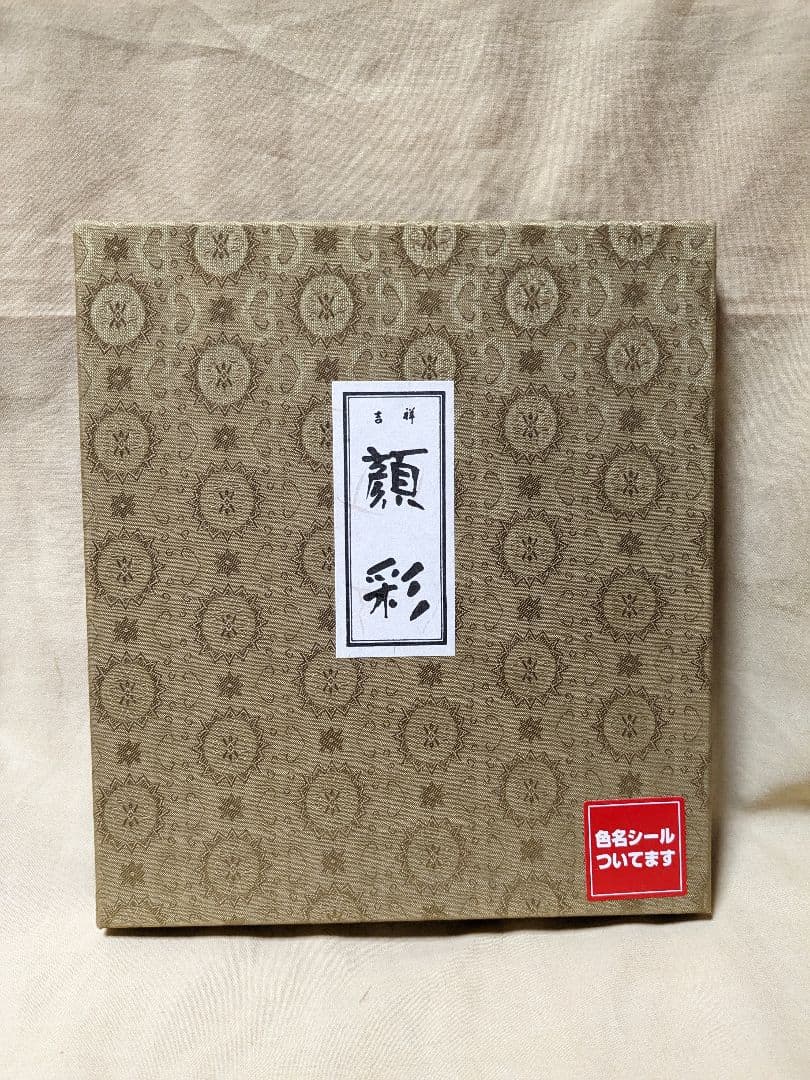 吉祥
顔
彩
色名シール
ついてます